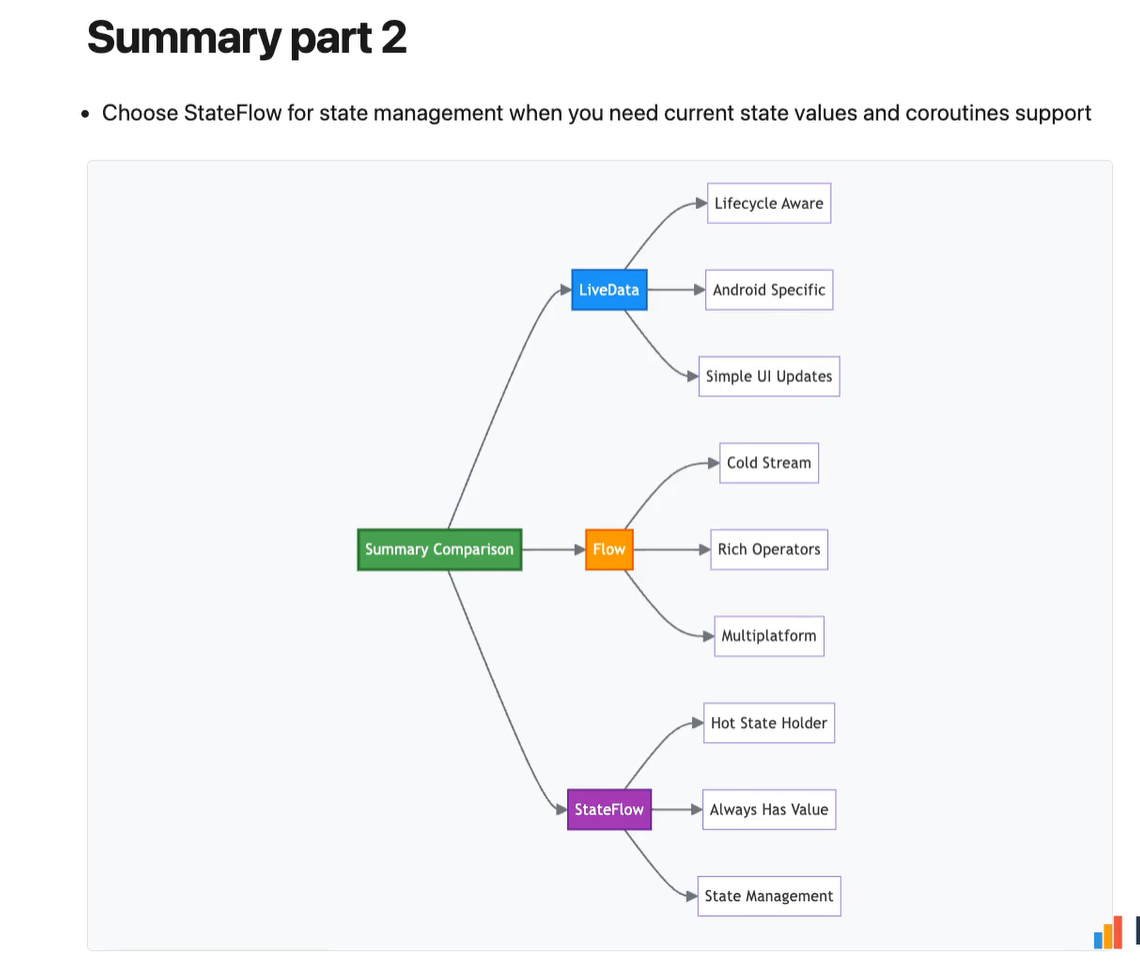 Summary part 2
• Choose StateFlow for state management when you need current state values and coroutines support
Lifecycle Aware
LiveData
Android Specific
Simple UI Updates
Cold Stream
Summary Comparison
Flow
Rich Operators
Multiplatform
Hot State Holder
StateFlow
Always Has Value
State Management